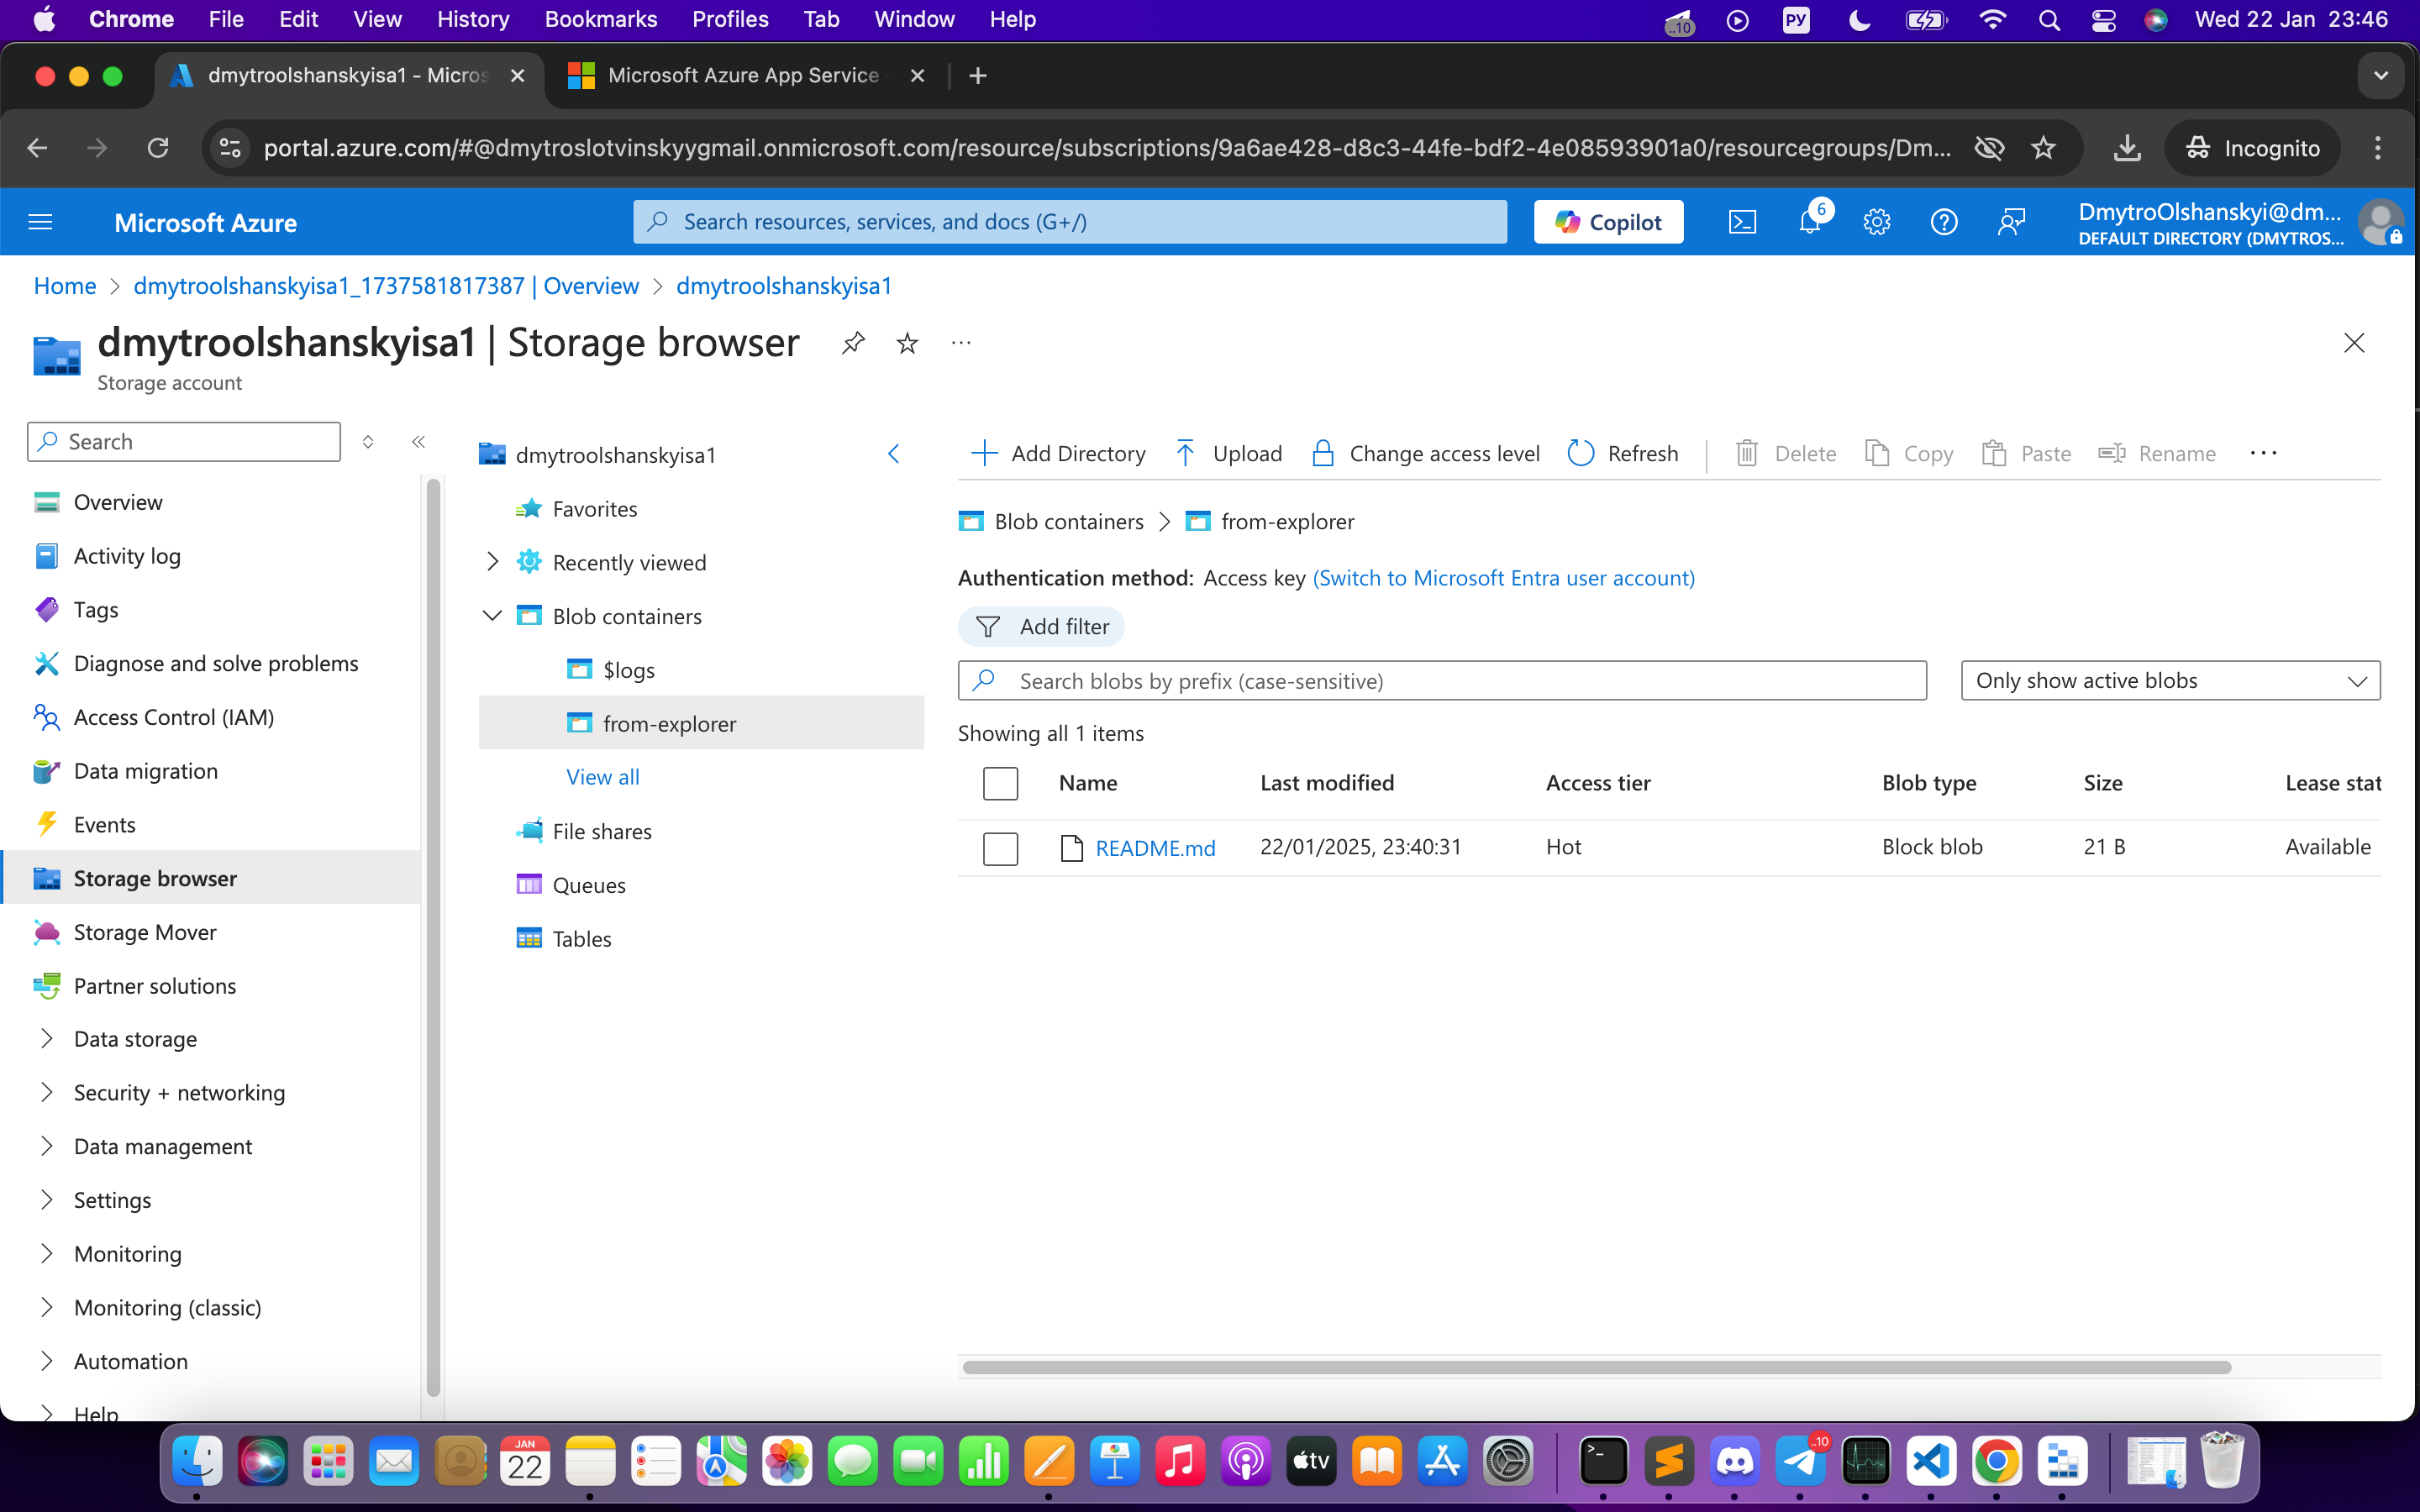 Chrome File Edit View History Bookmarks Profiles Tab Window Help ..10 РУ Wed 22 Jan 23:46
dmytroolshanskyisa1 - Micros Microsoft Azure App Service
portal.azure.com/#@dmytroslotvinskyygmail.onmicrosoft.com/resource/subscriptions/9a6ae428-d8c3-44fe-bdf2-4e08593901a0/resourcegroups/Dm... Incognito
Microsoft Azure Search resources, services, and docs (G+/) Copilot 6 DmytroOlshanskyi@dm...
DEFAULT DIRECTORY (DMYTROS...
Home > dmytroolshanskyisa1_1737581817387 | Overview > dmytroolshanskyisa1
dmytroolshanskyisa1 | Storage browser
Storage account
Search
Overview
Activity log
Tags
Diagnose and solve problems
Access Control (IAM)
Data migration
Events
Storage browser
Storage Mover
Partner solutions
Data storage
Security + networking
Data management
Settings
Monitoring
Monitoring (classic)
Automation
Help
dmytroolshanskyisa1
Favorites
Recently viewed
Blob containers
$logs
from-explorer
View all
File shares
Queues
Tables
Add Directory Upload Change access level Refresh Delete Copy Paste Rename ...
Blob containers > from-explorer
Authentication method: Access key (Switch to Microsoft Entra user account)
Add filter
Search blobs by prefix (case-sensitive) Only show active blobs
Showing all 1 items
Name Last modified Access tier Blob type Size Lease stat
README.md 22/01/2025, 23:40:31 Hot Block blob 21 B Available
JAN
22
tv
..10